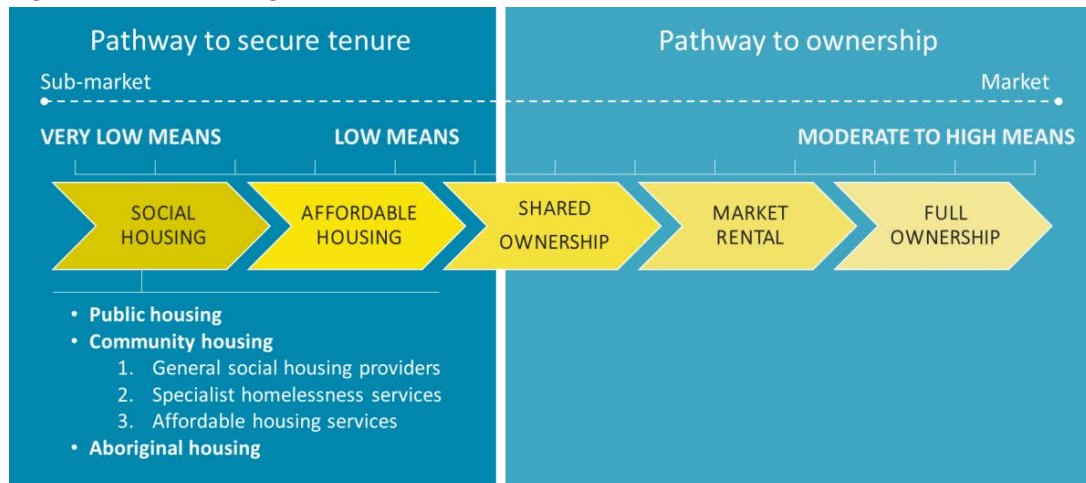 Pathway to secure tenure
Pathway to ownership
Sub-market
Market
VERY LOW MEANS
LOW MEANS
MODERATE TO HIGH MEANS
SOCIAL
HOUSING
AFFORDABLE
HOUSING
SHARED
OWNERSHIP
MARKET
RENTAL
FULL
OWNERSHIP
• Public housing
• Community housing
1. General social housing providers
2. Specialist homelessness services
3. Affordable housing services
• Aboriginal housing